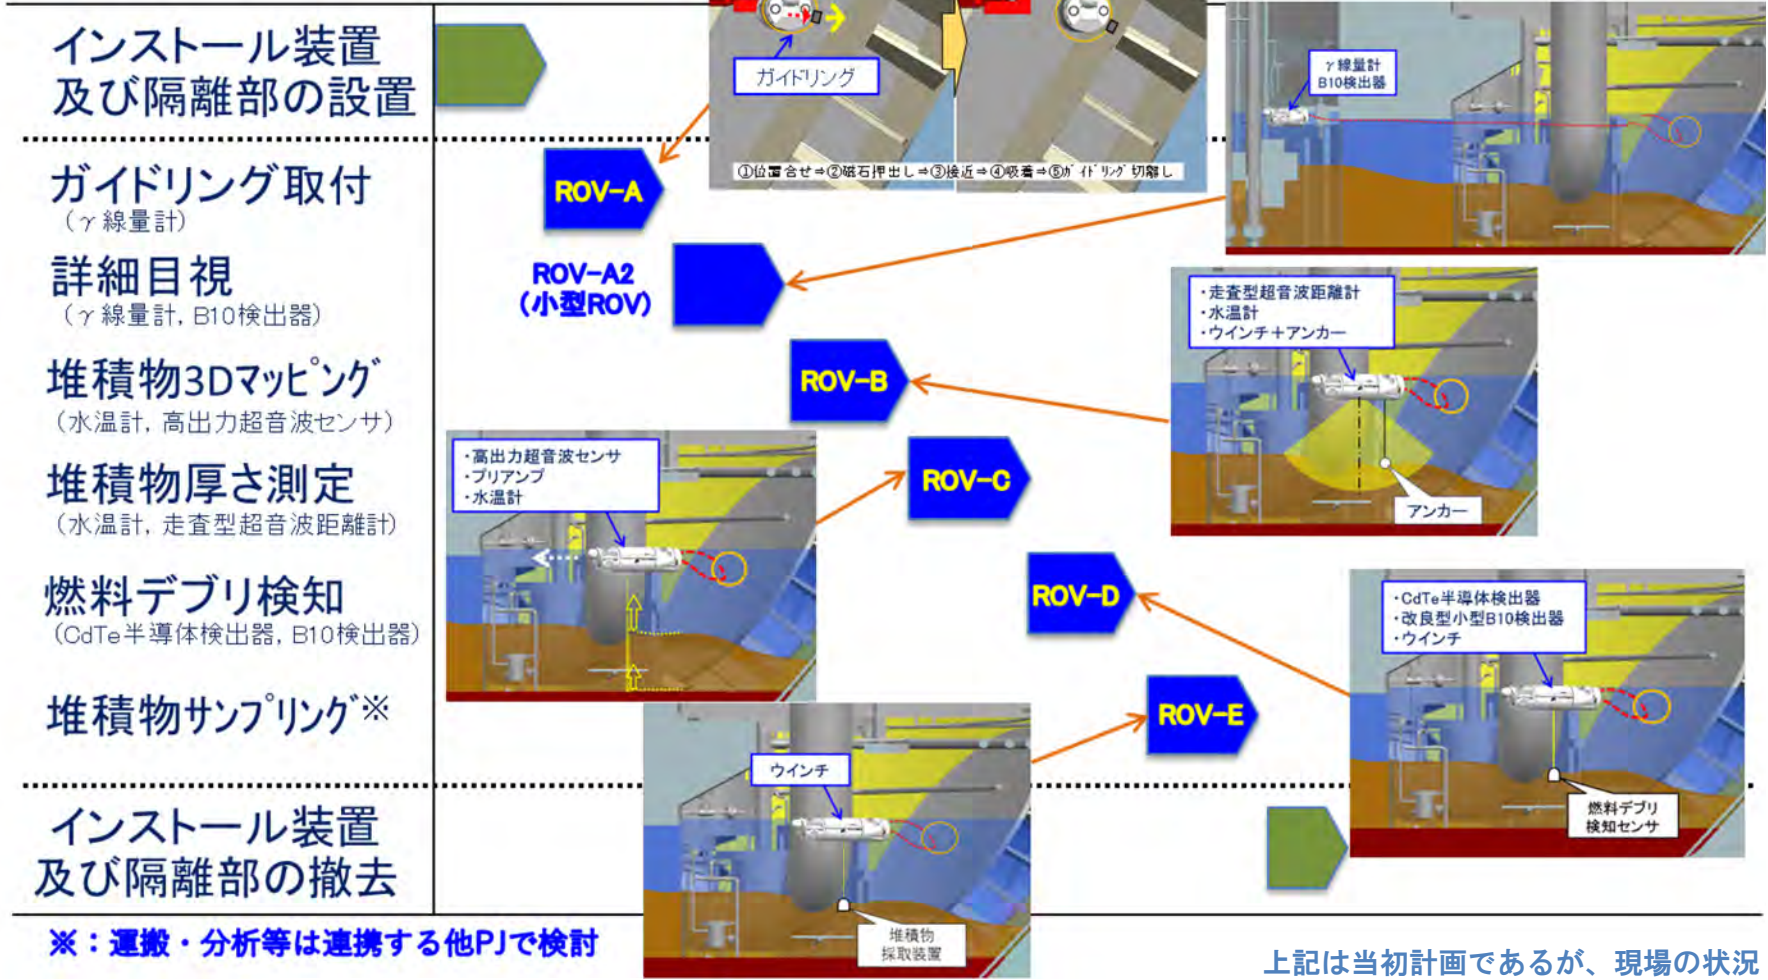 インストール装置
及び隔離部の設置
ガイドリング取付
(γ線量計)
詳細目視
(γ線量計, B10検出器)
堆積物3Dマッピング
(水温計, 高出力超音波センサ)
堆積物厚さ測定
(水温計, 走査型超音波距離計)
燃料デブリ検知
(CdTe半導体検出器, B10検出器)
堆積物サンプリング※
インストール装置
及び隔離部の撤去
ガイドリング
①位置合せ⇒②磁石押出し⇒③接近⇒④吸着⇒⑤ガイドリング切離し
γ線量計
B10検出器
ROV-A
ROV-A2
(小型ROV)
・走査型超音波距離計
・水温計
・ウインチ+アンカー
アンカー
ROV-B
・高出力超音波センサ
・プリアンプ
・水温計
ROV-C
ROV-D
・CdTe半導体検出器
・改良型小型B10検出器
・ウインチ
燃料デブリ
検知センサ
ROV-E
ウインチ
堆積物
採取装置
※:運搬・分析等は連携する他PJで検討
上記は当初計画であるが、現場の状況